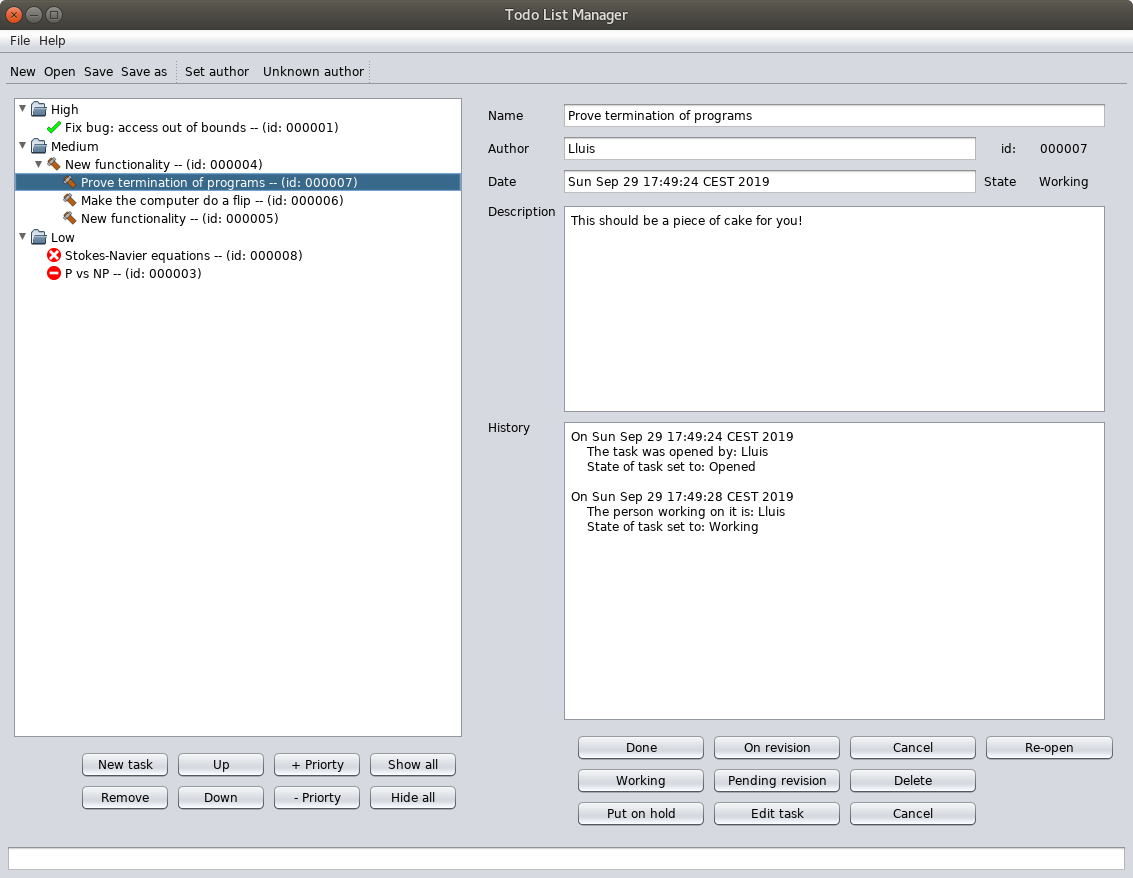 Todo List Manager
File Help
New Open Save Save as Set author Unknown author
High
Fix bug: access out of bounds -- (id: 000001)
Medium
New functionality -- (id: 000004)
Prove termination of programs -- (id: 000007)
Make the computer do a flip -- (id: 000006)
New functionality -- (id: 000005)
Low
Stokes-Navier equations -- (id: 000008)
P vs NP -- (id: 000003)
New task Up + Priorty Show all
Remove Down - Priorty Hide all
Name Prove termination of programs
Author Lluis id: 000007
Date Sun Sep 29 17:49:24 CEST 2019 State Working
Description This should be a piece of cake for you!
History
On Sun Sep 29 17:49:24 CEST 2019
The task was opened by: Lluis
State of task set to: Opened
On Sun Sep 29 17:49:28 CEST 2019
The person working on it is: Lluis
State of task set to: Working
Done On revision Cancel Re-open
Working Pending revision Delete
Put on hold Edit task Cancel